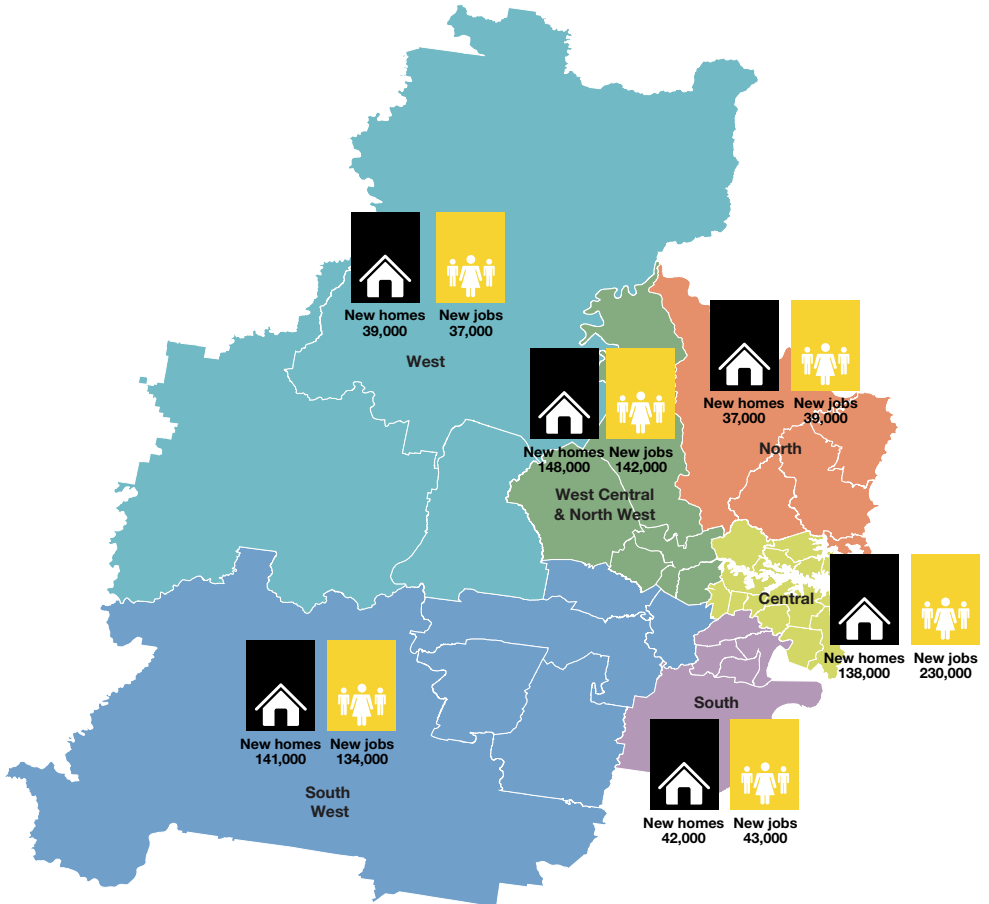 New homes
39,000
New jobs
37,000
West
New homes
37,000
New jobs
39,000
North
New homes
148,000
New jobs
142,000
West Central
& North West
Central
New homes
138,000
New jobs
230,000
New homes
141,000
New jobs
134,000
South
West
South
New homes
42,000
New jobs
43,000